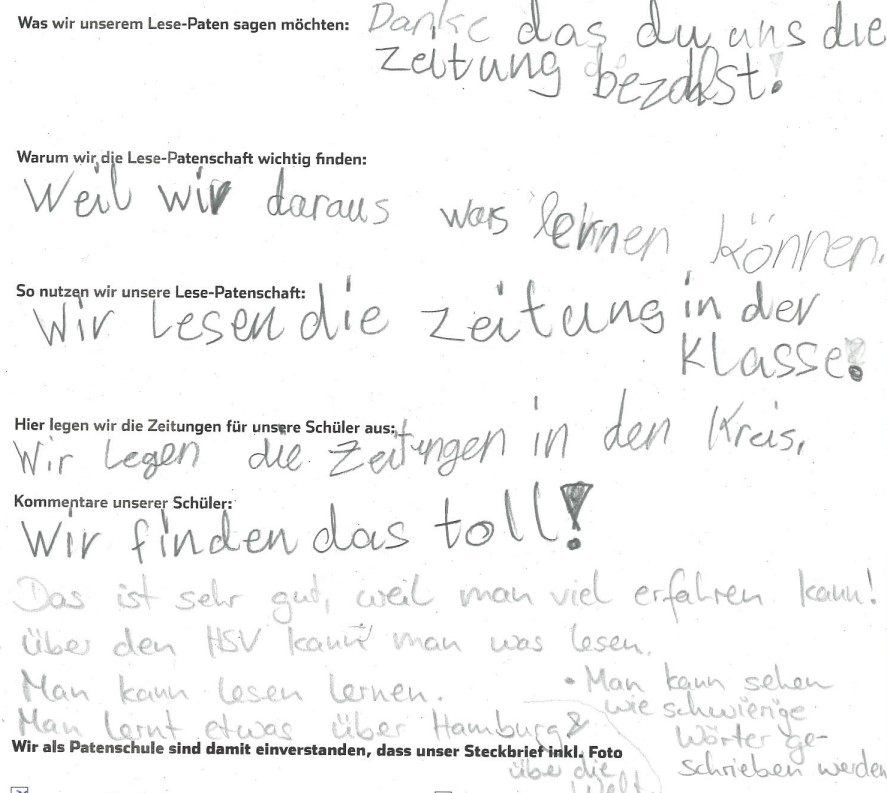 Was wir unserem Lese-Paten sagen möchten: Danke das du uns die
zeitung bezahlst!
Warum wir die Lese-Patenschaft wichtig finden:
Weil wir daraus was lernen können.
So nutzen wir unsere Lese-Patenschaft:
Wir Lesen die zeitung in der
Klasse!
Hier legen wir die Zeitungen für unsere Schüler aus:
Wir Legen die Zeitungen in den Kreis.
Kommentare unserer Schüler:
Wir finden das toll!
Das ist sehr gut, weil man viel erfahren kann!
über den HSV kann man was lesen.
Man kann lesen lernen.
Man lernt etwas über Hamburg &
über die
Welt
• Man kann sehen
wie schwierige
Wörter ge-
schrieben werden
Wir als Patenschule sind damit einverstanden, dass unser Steckbrief inkl. Foto